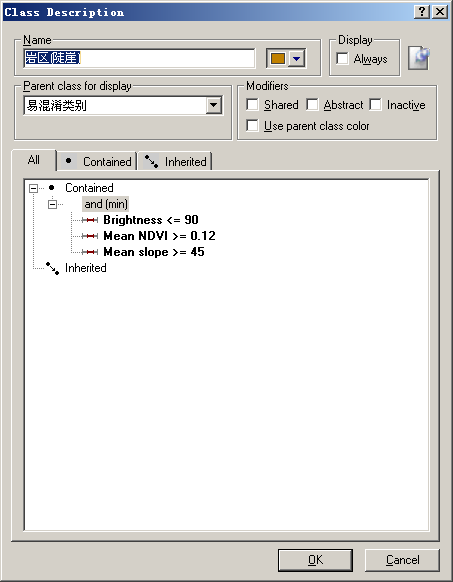 Class Description
Name
岩区(陡崖)
Display
Always
Parent class for display
易混淆类别
Modifiers
Shared Abstract Inactive
Use parent class color
All Contained Inherited
Contained
and (min)
Brightness <= 90
Mean NDVI >= 0.12
Mean slope >= 45
Inherited
OK Cancel